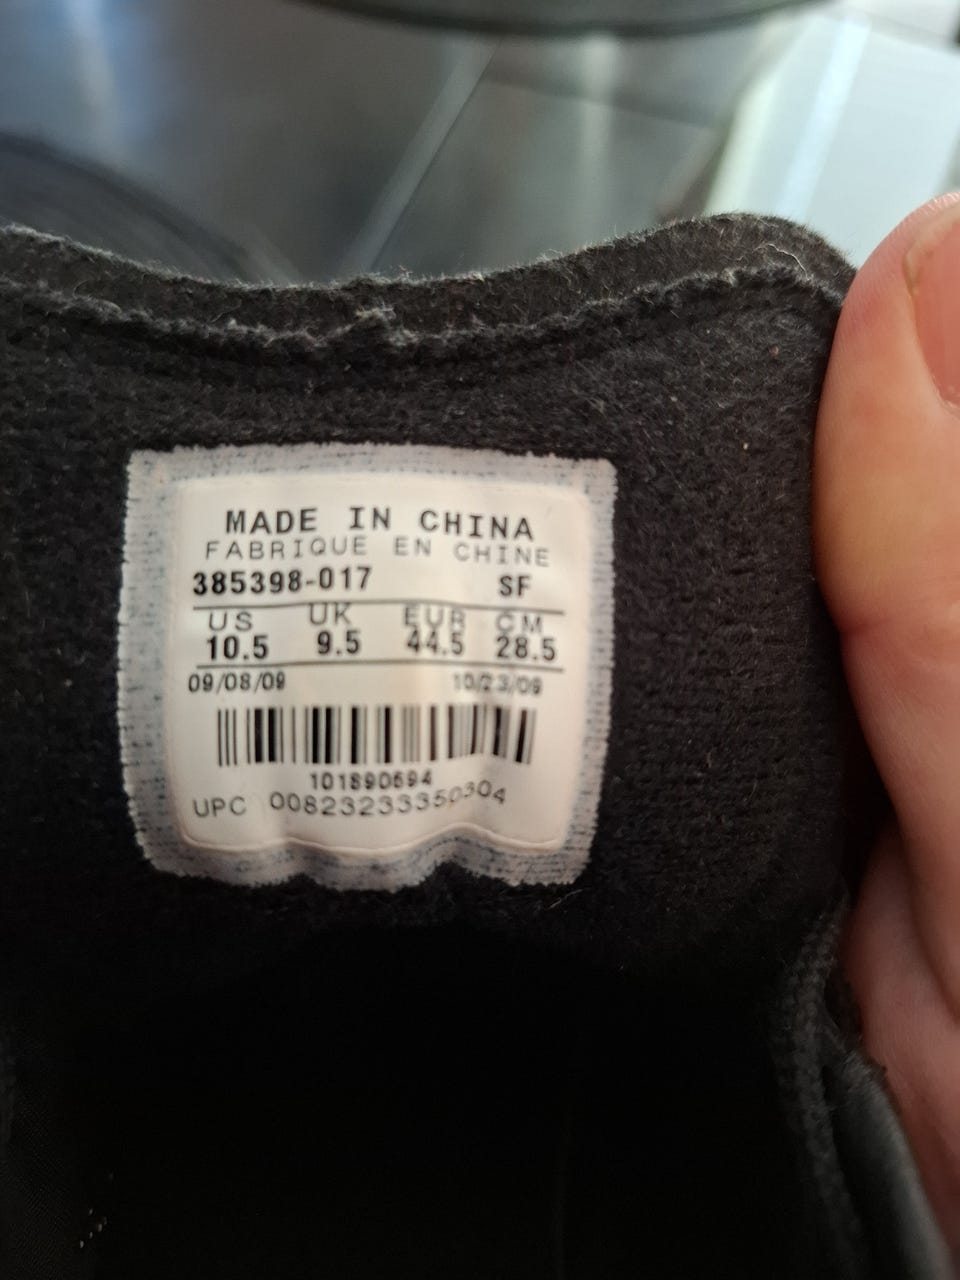 MADE IN CHINA
FABRIQUE EN CHINE
385398-017 SF
US UK EUR CM
10.5 9.5 44.5 28.5
09/08/09 10/23/09
101890694
UPC 00823233350304